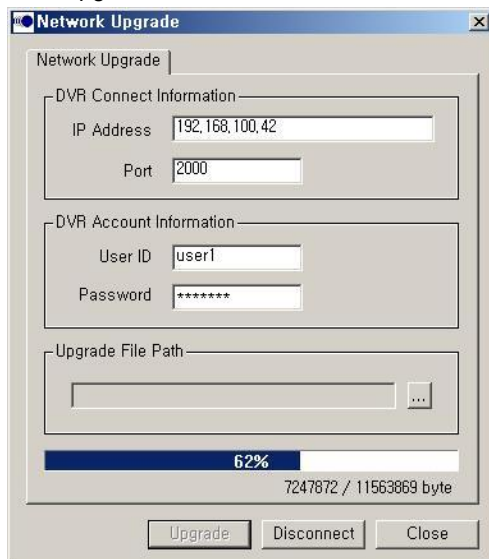 Network Upgrade
Network Upgrade
DVR Connect Information
IP Address 192,168,100,42
Port 2000
DVR Account Information
User ID user1
Password *******
Upgrade File Path
...
62%
7247872 / 11563869 byte
Upgrade Disconnect Close